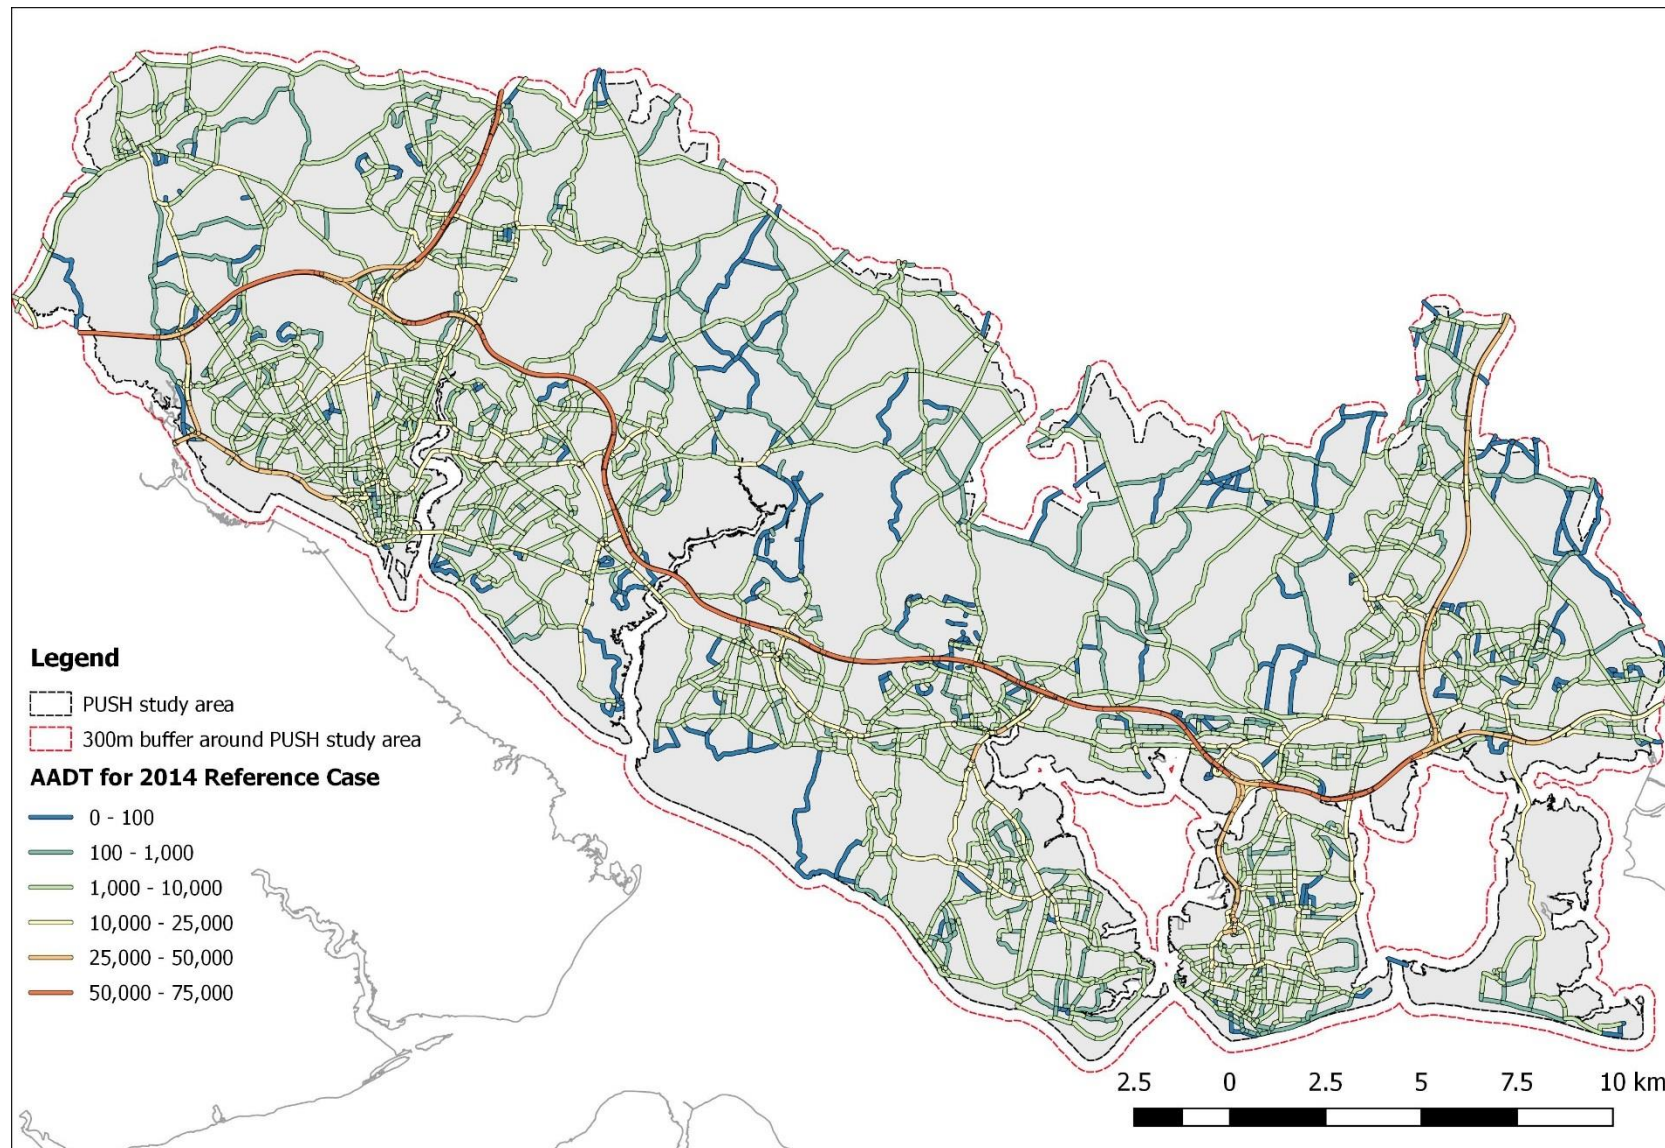 Legend
PUSH study area
300m buffer around PUSH study area
AADT for 2014 Reference Case
0 - 100
100 - 1,000
1,000 - 10,000
10,000 - 25,000
25,000 - 50,000
50,000 - 75,000
2.5 0 2.5 5 7.5 10 km